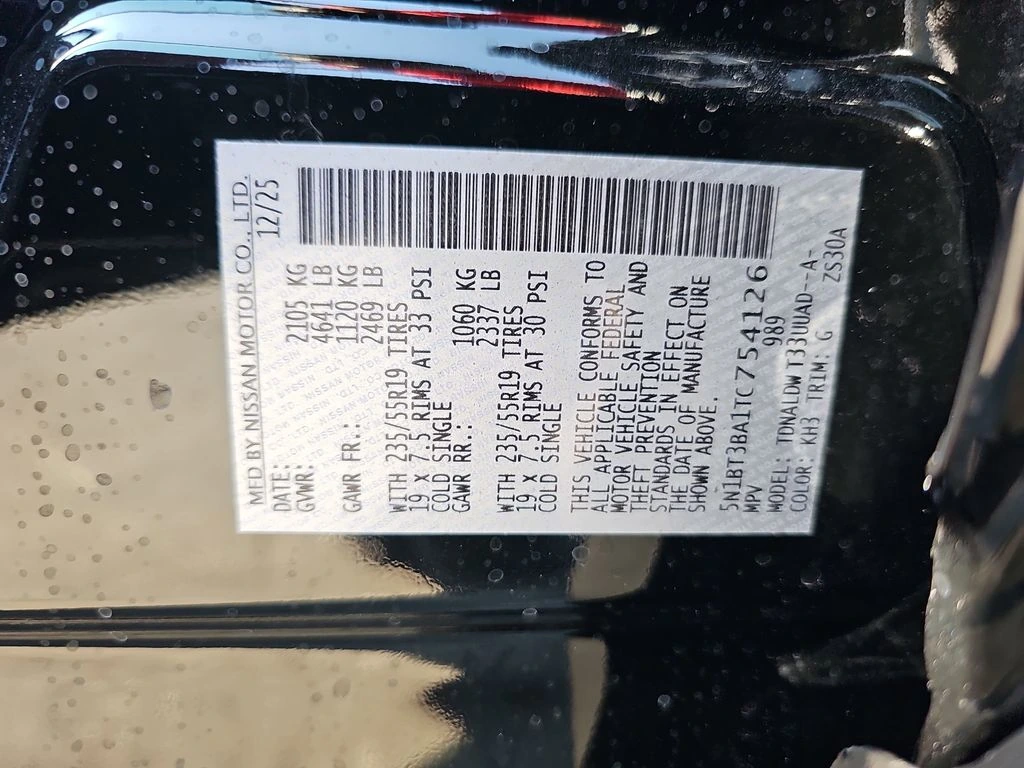 MFD BY NISSAN MOTOR CO., LTD.
DATE: 12/25
GVWR: 2105 KG
4641 LB
GAWR FR.: 1120 KG
2469 LB
WITH 235/55R19 TIRES
19 X 7.5 RIMS AT 33 PSI
COLD SINGLE
GAWR RR.: 1060 KG
2337 LB
WITH 235/55R19 TIRES
19 X 7.5 RIMS AT 30 PSI
COLD SINGLE
THIS VEHICLE CONFORMS TO
ALL APPLICABLE FEDERAL
MOTOR VEHICLE SAFETY AND
THEFT PREVENTION
STANDARDS IN EFFECT ON
THE DATE OF MANUFACTURE
SHOWN ABOVE.
5N1BT3BA1TC754126
MPV 989
MODEL: TDNALDW T33UUAD--A-
COLOR: KH3 TRIM: G ZS30A